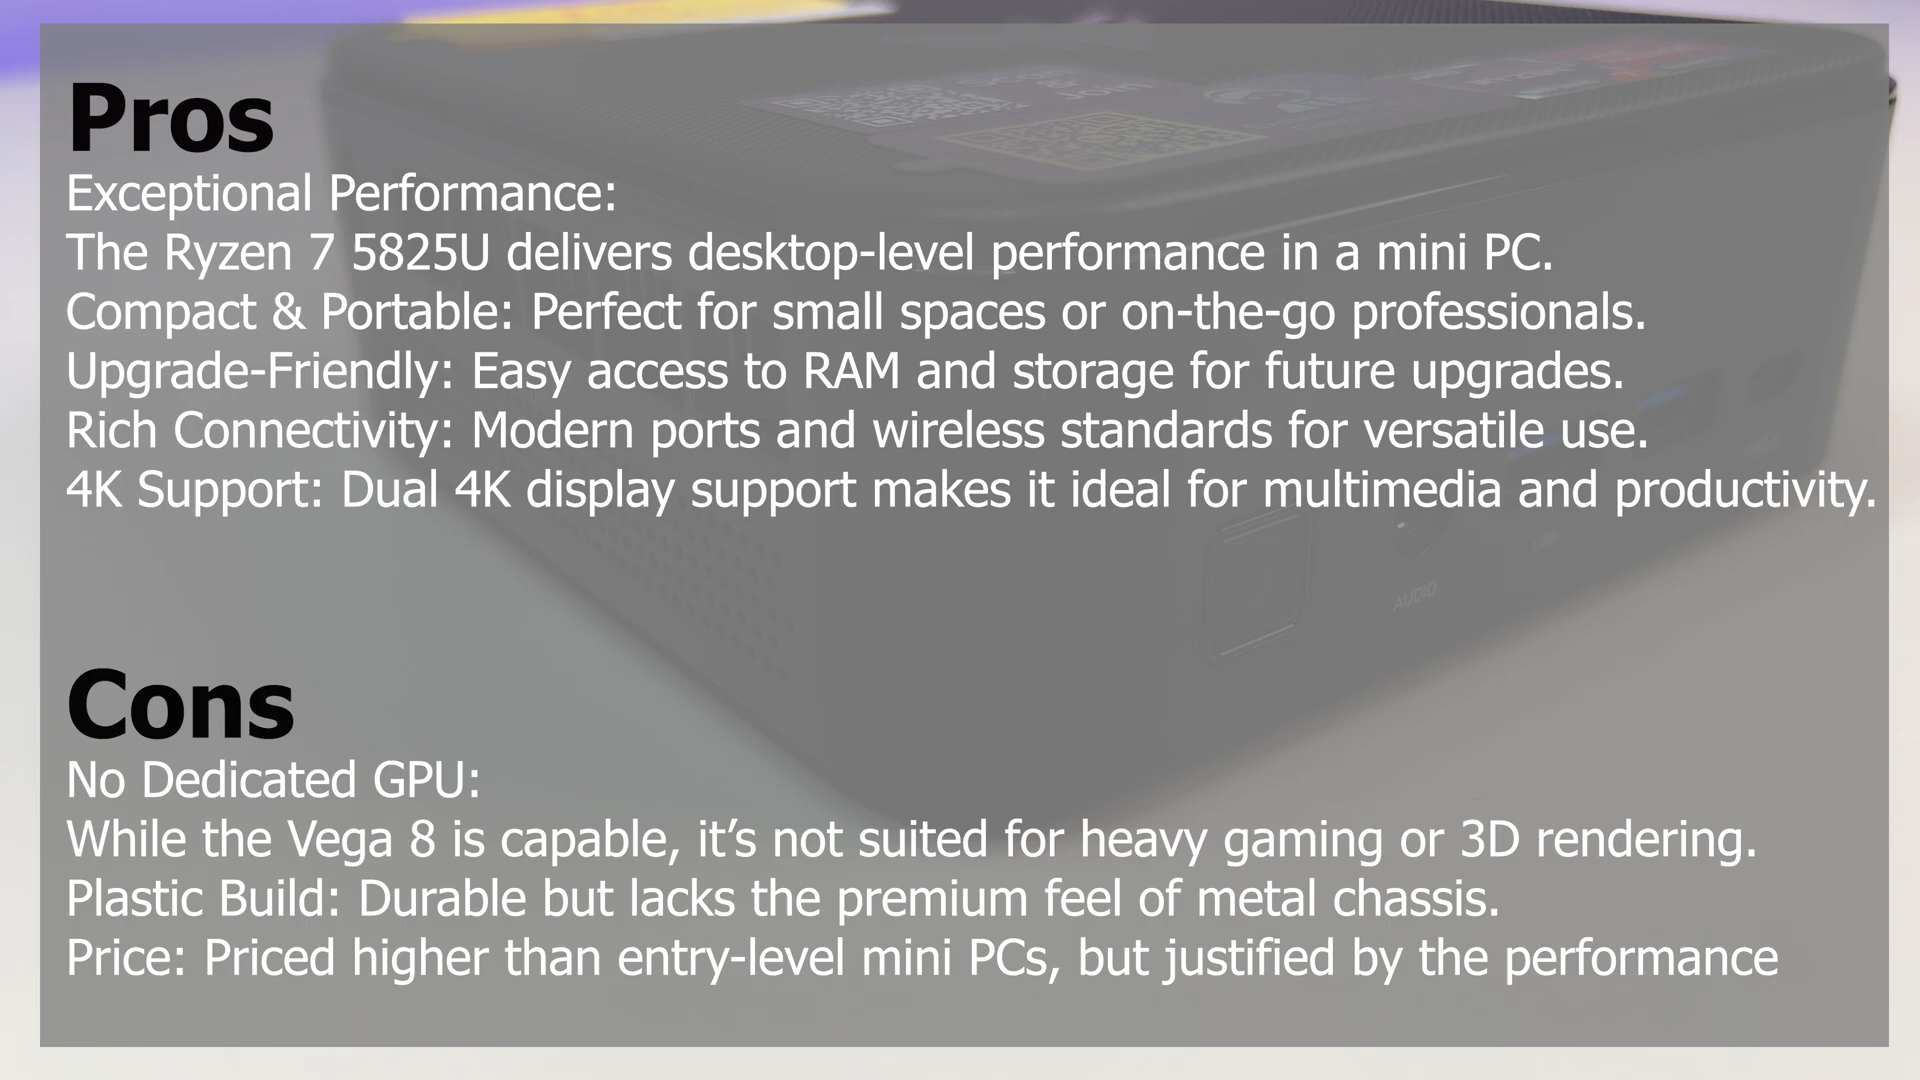 Pros
Exceptional Performance:
The Ryzen 7 5825U delivers desktop-level performance in a mini PC.
Compact & Portable: Perfect for small spaces or on-the-go professionals.
Upgrade-Friendly: Easy access to RAM and storage for future upgrades.
Rich Connectivity: Modern ports and wireless standards for versatile use.
4K Support: Dual 4K display support makes it ideal for multimedia and productivity.
AUDIO
Cons
No Dedicated GPU:
While the Vega 8 is capable, it’s not suited for heavy gaming or 3D rendering.
Plastic Build: Durable but lacks the premium feel of metal chassis.
Price: Priced higher than entry-level mini PCs, but justified by the performance